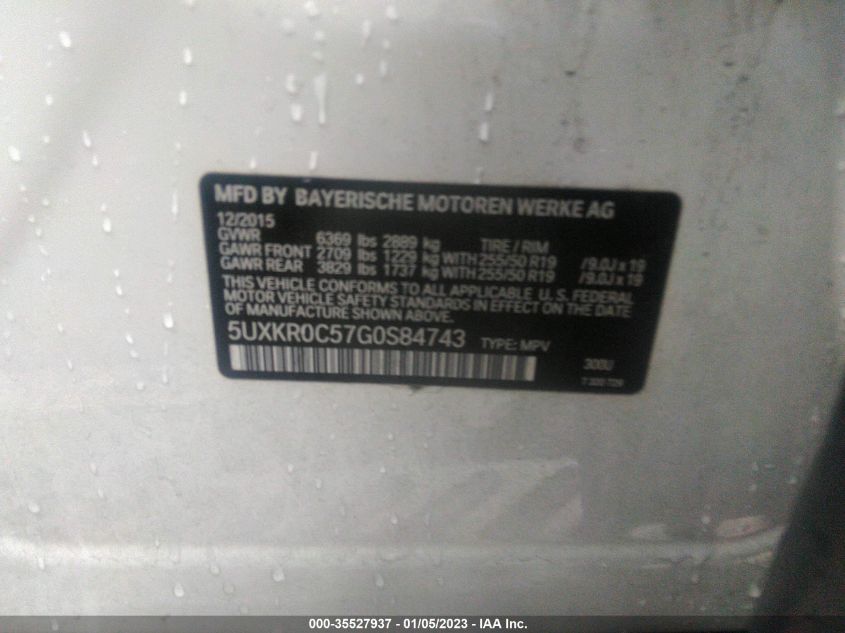 MFD BY BAYERISCHE MOTOREN WERKE AG
12/2015
GVWR 6369 lbs 2889 kg TIRE / RIM
GAWR FRONT 2709 lbs 1229 kg WITH 255/50 R19 / 9.0J x 19
GAWR REAR 3829 lbs 1737 kg WITH 255/50 R19 / 9.0J x 19
THIS VEHICLE CONFORMS TO ALL APPLICABLE U. S. FEDERAL
MOTOR VEHICLE SAFETY STANDARDS IN EFFECT ON THE DATE
OF MANUFACTURE SHOWN ABOVE.
5UXKR0C57G0S84743 TYPE: MPV
300U
000-35527937 - 01/05/2023 - IAA Inc.